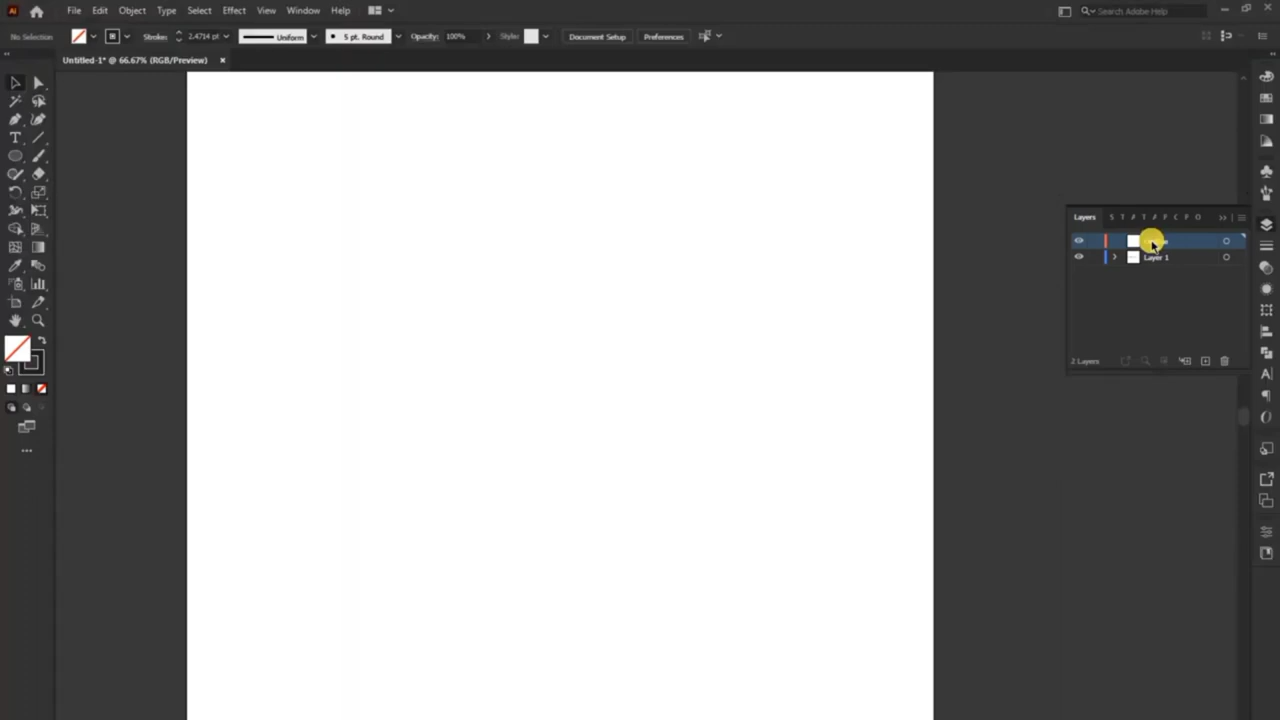 Ai File Edit Object Type Select Effect View Window Help Search Adobe Help
No Selection Stroke: 2.4714 pt Uniform 5 pt. Round Opacity: 100% Style: Document Setup Preferences
Untitled-1* @ 66.67% (RGB/Preview) ×
Layers S T A T A P C P O
Layer 1
2 Layers